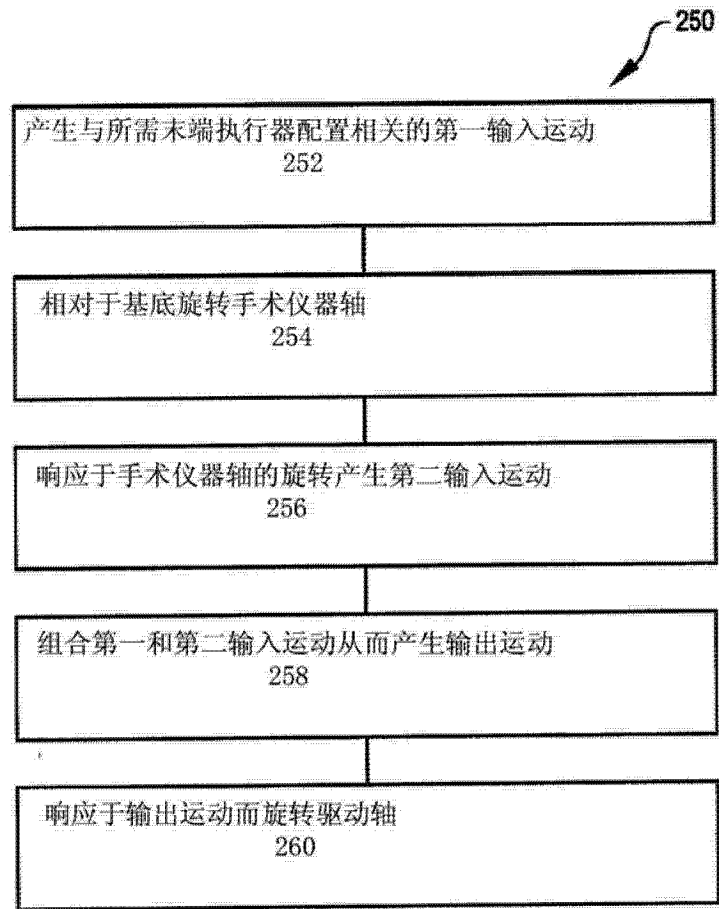 250
产生与所需末端执行器配置相关的第一输入运动
252
相对于基底旋转手术仪器轴
254
响应于手术仪器轴的旋转产生第二输入运动
256
组合第一和第二输入运动从而产生输出运动
258
响应于输出运动而旋转驱动轴
260